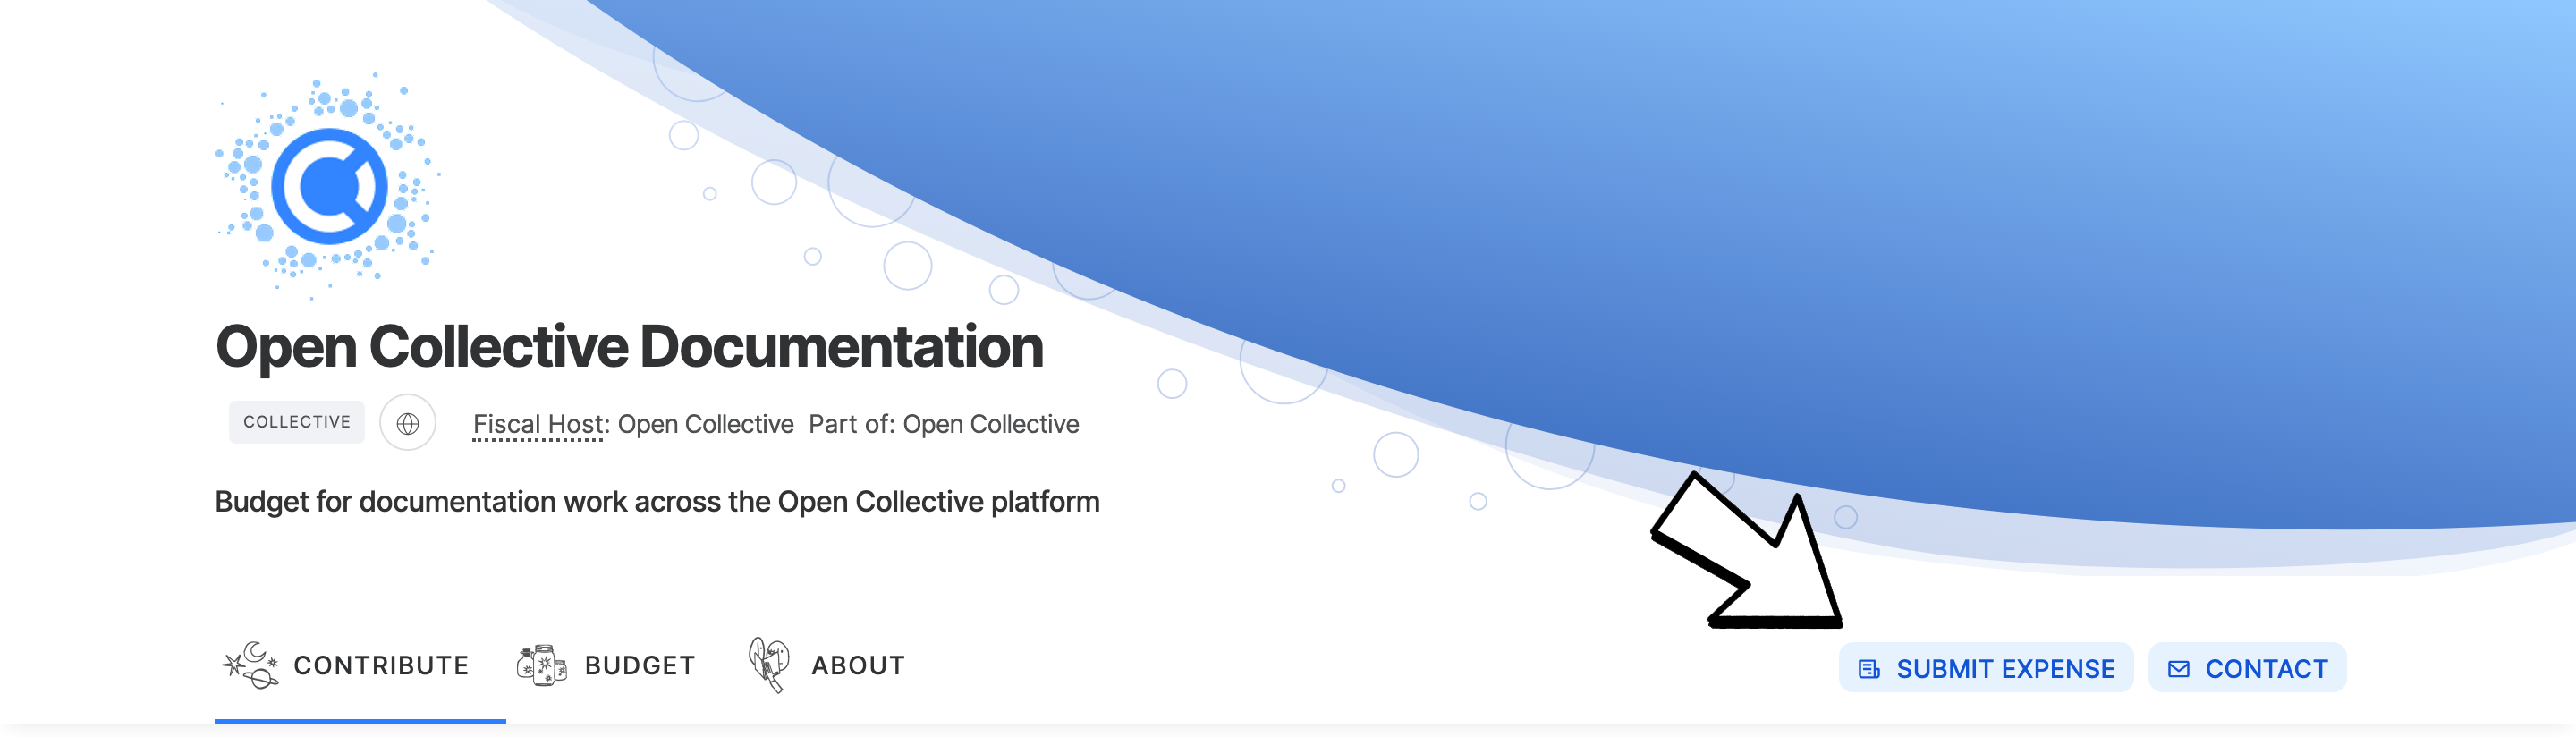 Open Collective Documentation
COLLECTIVE Fiscal Host: Open Collective Part of: Open Collective
Budget for documentation work across the Open Collective platform
CONTRIBUTE BUDGET ABOUT SUBMIT EXPENSE CONTACT